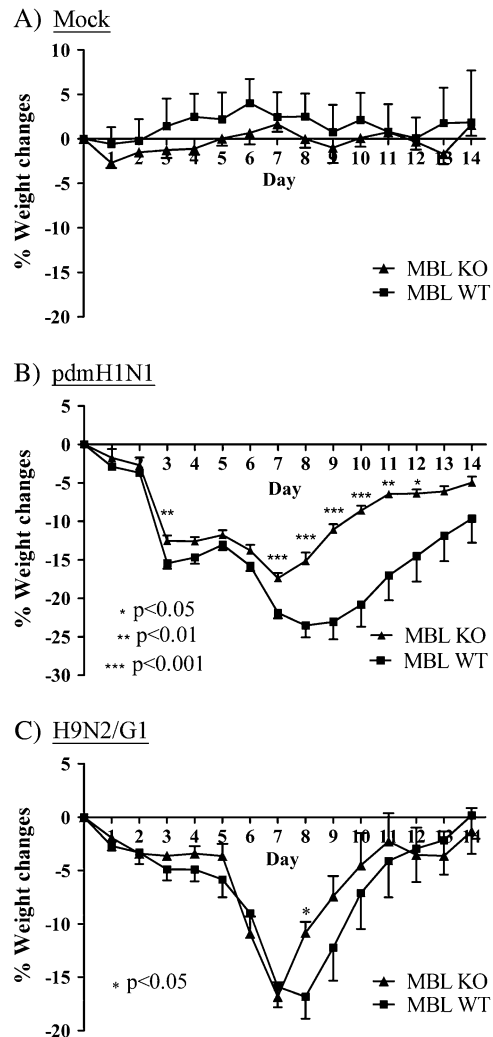 A) Mock
10
5
0
-5
-10
-15
-20
% Weight changes
1 2 3 4 5 6 7 8 9 10 11 12 13 14
Day
MBL KO
MBL WT
B) pdmH1N1
5
0
-5
-10
-15
-20
-25
-30
% Weight changes
1 2 3 4 5 6 7 8 9 10 11 12 13 14
Day
** *** *** *** *** ** *
* p<0.05
** p<0.01
*** p<0.001
MBL KO
MBL WT
C) H9N2/G1
5
0
-5
-10
-15
-20
% Weight changes
1 2 3 4 5 6 7 8 9 10 11 12 13 14
Day
*
* p<0.05
MBL KO
MBL WT